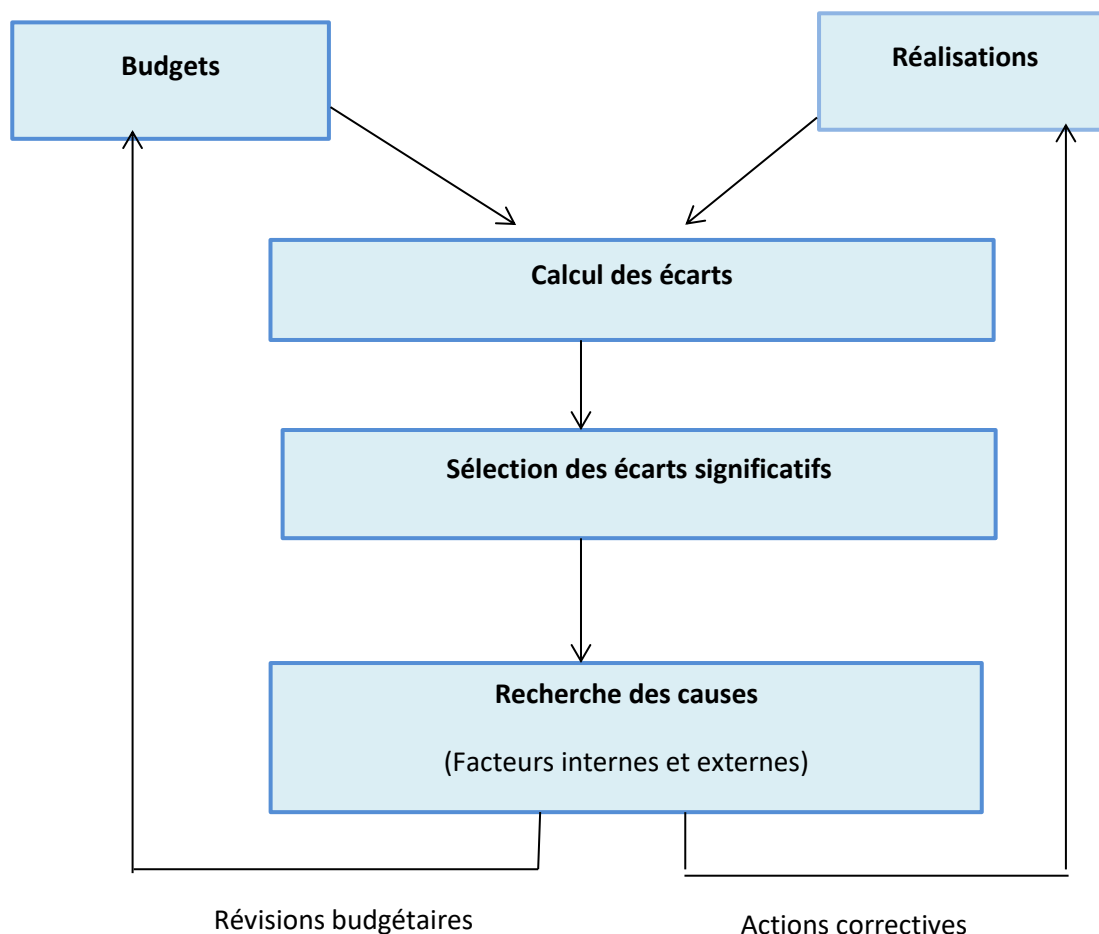 Budgets
Réalisations
Calcul des écarts
Sélection des écarts significatifs
Recherche des causes
(Facteurs internes et externes)
Révisions budgétaires
Actions correctives